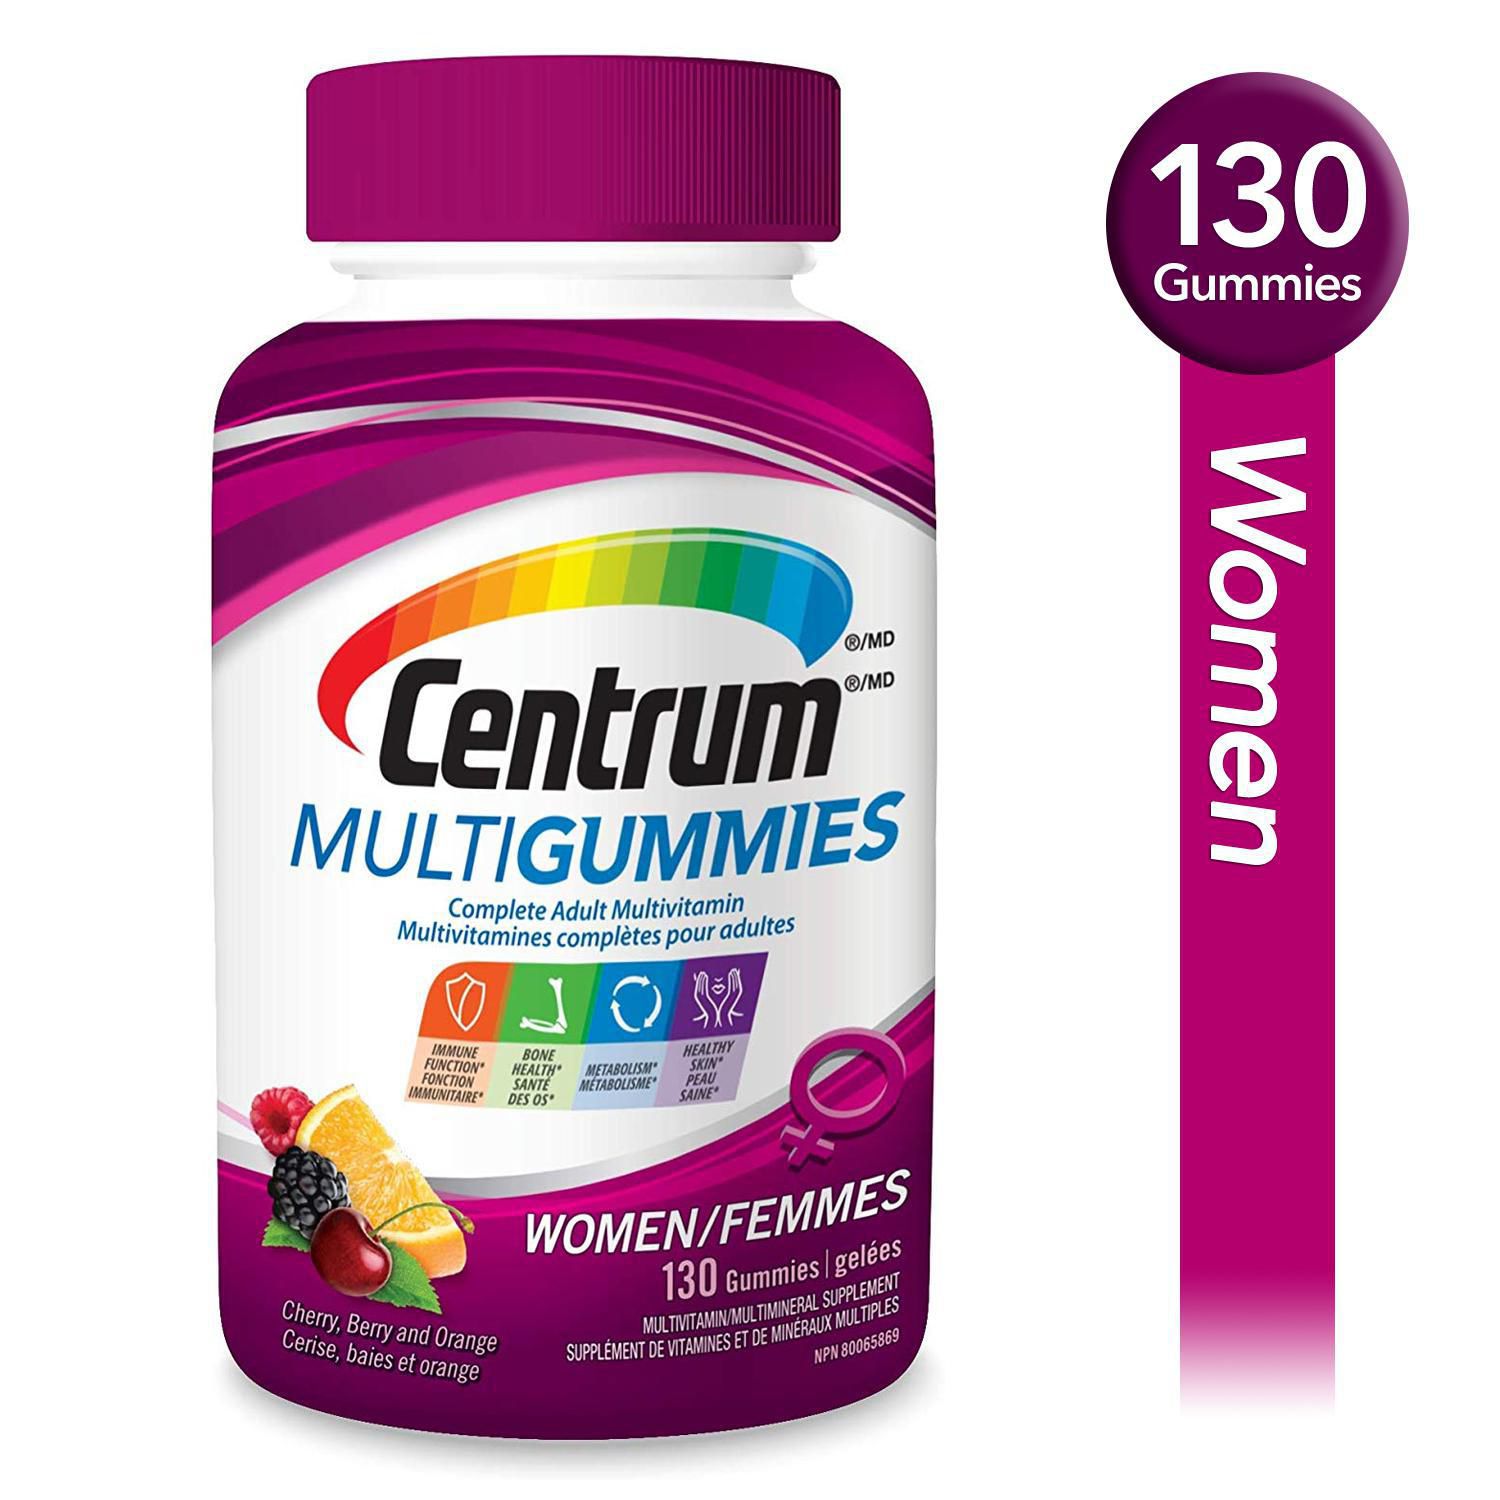 130
Gummies
Women
®/MD
Centrum ®/MD
MULTIGUMMIES
Complete Adult Multivitamin
Multivitamines complètes pour adultes
IMMUNE
FUNCTION*
FONCTION
IMMUNITAIRE*
BONE
HEALTH*
SANTÉ
DES OS*
METABOLISM*
MÉTABOLISME*
HEALTHY
SKIN*
PEAU
SAINE*
WOMEN/FEMMES
130 Gummies | gelées
MULTIVITAMIN/MULTIMINERAL SUPPLEMENT
SUPPLÉMENT DE VITAMINES ET DE MINÉRAUX MULTIPLES
NPN 80065869
Cherry, Berry and Orange
Cerise, baies et orange